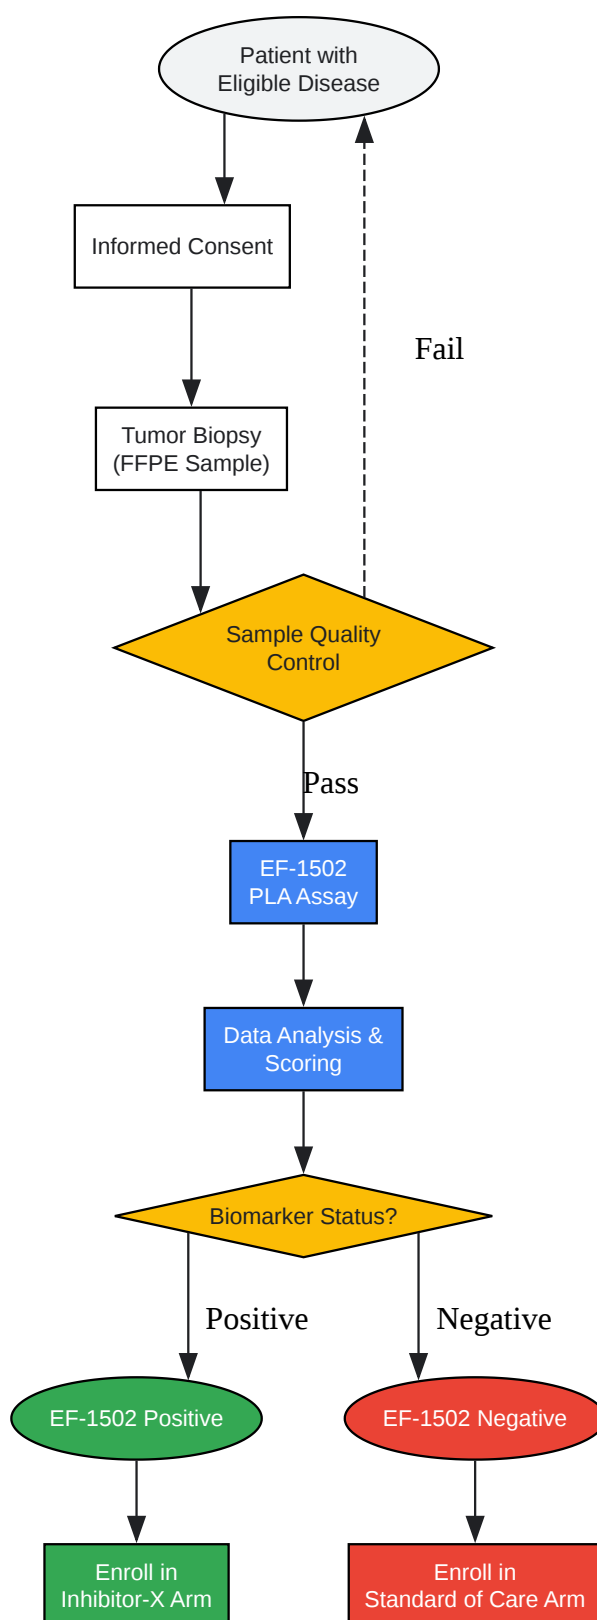 Patient with
Eligible Disease
Informed Consent
Fail
Tumor Biopsy
(FFPE Sample)
Sample Quality
Control
Pass
EF-1502
PLA Assay
Data Analysis &
Scoring
Biomarker Status?
Positive
Negative
EF-1502 Positive
EF-1502 Negative
Enroll in
Inhibitor-X Arm
Enroll in
Standard of Care Arm